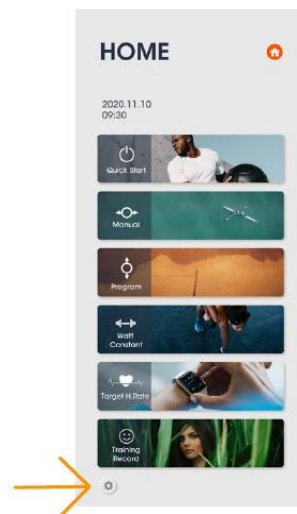 HOME
2020.11.10
09:30
Quick Start
Manual
Program
Watt
Constant
Target H.Rate
Training
Record